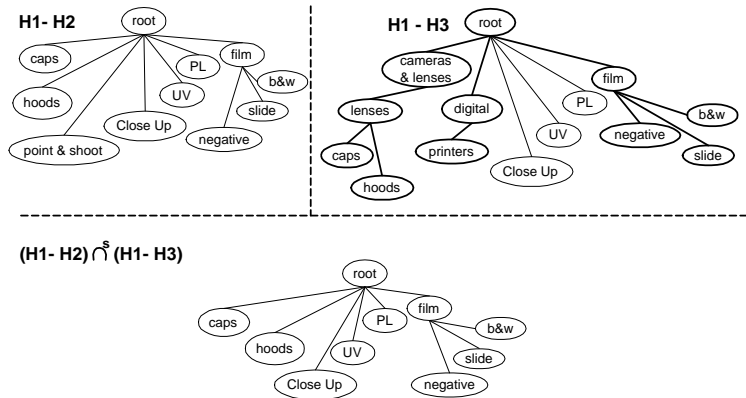 H1- H2
root
caps
PL
film
b&w
hoods
UV
slide
Close Up
negative
point & shoot
H1 - H3
root
cameras
& lenses
film
lenses
digital
PL
b&w
UV
negative
caps
printers
slide
Close Up
hoods
(H1- H2) ∩ s (H1- H3)
root
caps
PL
film
b&w
hoods
UV
slide
Close Up
negative